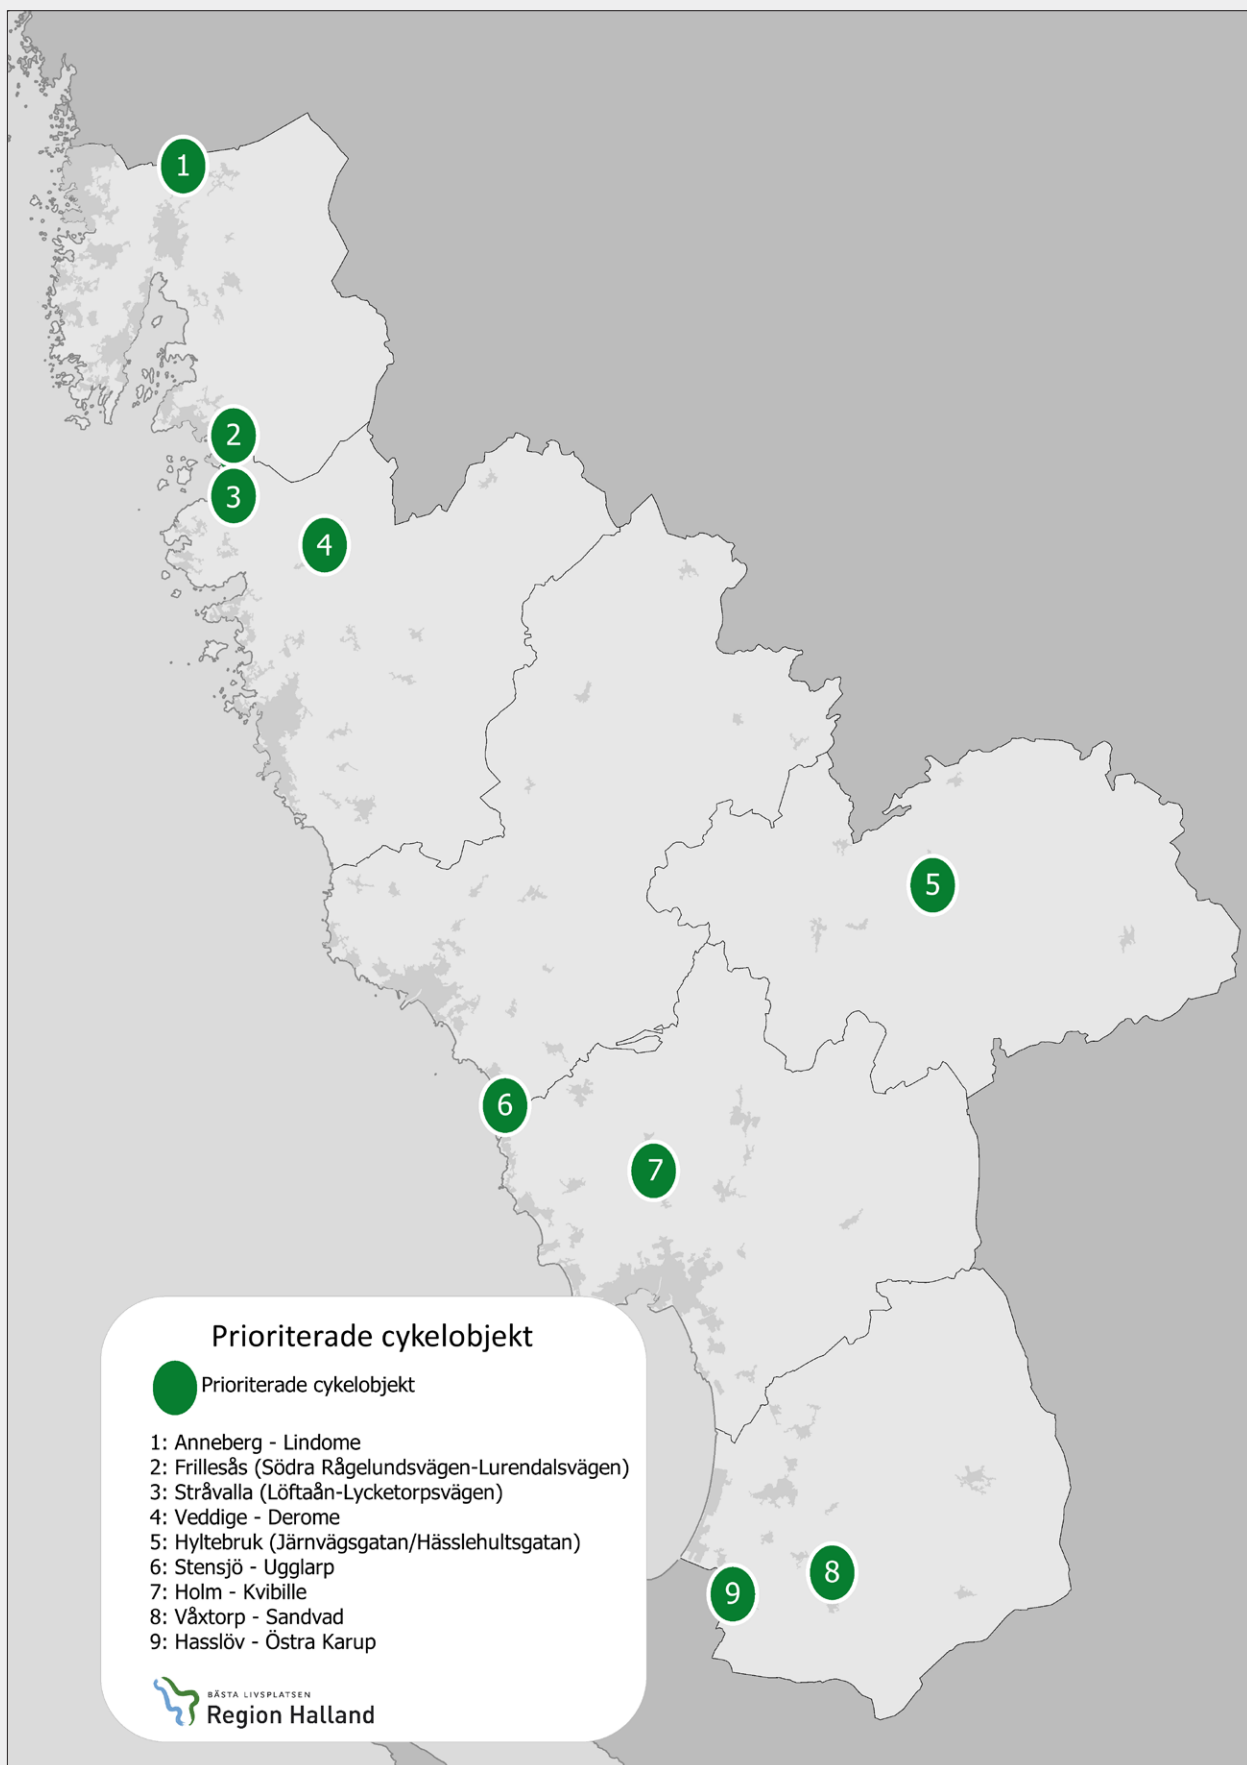 1
2
3
4
5
6
7
8
9
Prioriterade cykelobjekt
Prioriterade cykelobjekt
1: Anneberg - Lindome
2: Frillesås (Södra Rågelundsvägen-Lurendalsvägen)
3: Stråvalla (Löftaån-Lycketorpsvägen)
4: Veddige - Derome
5: Hyltebruk (Järnvägsgatan/Hässlehultsgatan)
6: Stensjö - Ugglarp
7: Holm - Kvibille
8: Våxtorp - Sandvad
9: Hasslöv - Östra Karup
BÄSTA LIVSPLATSEN
Region Halland